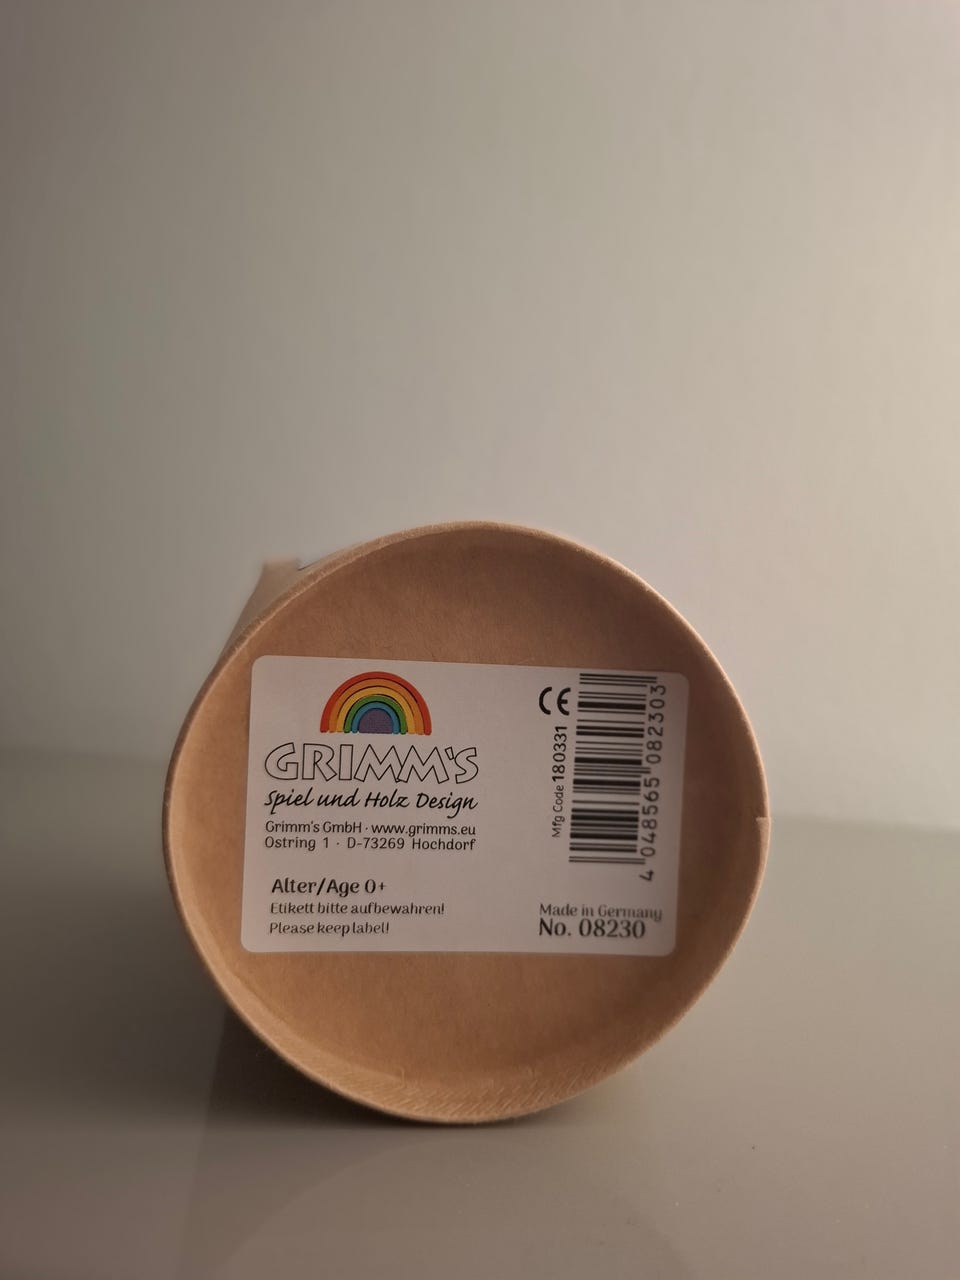 GRIMM'S
Spiel und Holz Design
Grimm's GmbH · www.grimms.eu
Ostring 1 · D-73269 Hochdorf
Alter/Age 0+
Etikett bitte aufbewahren!
Please keep label!
CE
Mfg Code 180331
4 048565 082303
Made in Germany
No. 08230